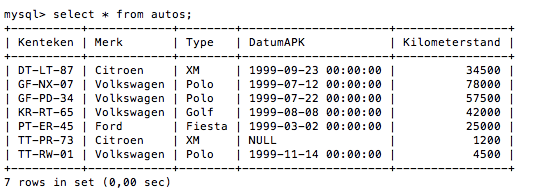 mysql> select * from autos;
+-----------+------------+--------+---------------------+----------------+
| Kenteken | Merk | Type | DatumAPK | Kilometerstand |
+-----------+------------+--------+---------------------+----------------+
| DT-LT-87 | Citroen | XM | 1999-09-23 00:00:00 | 34500 |
| GF-NX-07 | Volkswagen | Polo | 1999-07-12 00:00:00 | 78000 |
| GF-PD-34 | Volkswagen | Polo | 1999-07-22 00:00:00 | 57500 |
| KR-RT-65 | Volkswagen | Golf | 1999-08-08 00:00:00 | 42000 |
| PT-ER-45 | Ford | Fiesta | 1999-03-02 00:00:00 | 25000 |
| TT-PR-73 | Citroen | XM | NULL | 1200 |
| TT-RW-01 | Volkswagen | Polo | 1999-11-14 00:00:00 | 4500 |
+-----------+------------+--------+---------------------+----------------+
7 rows in set (0,00 sec)